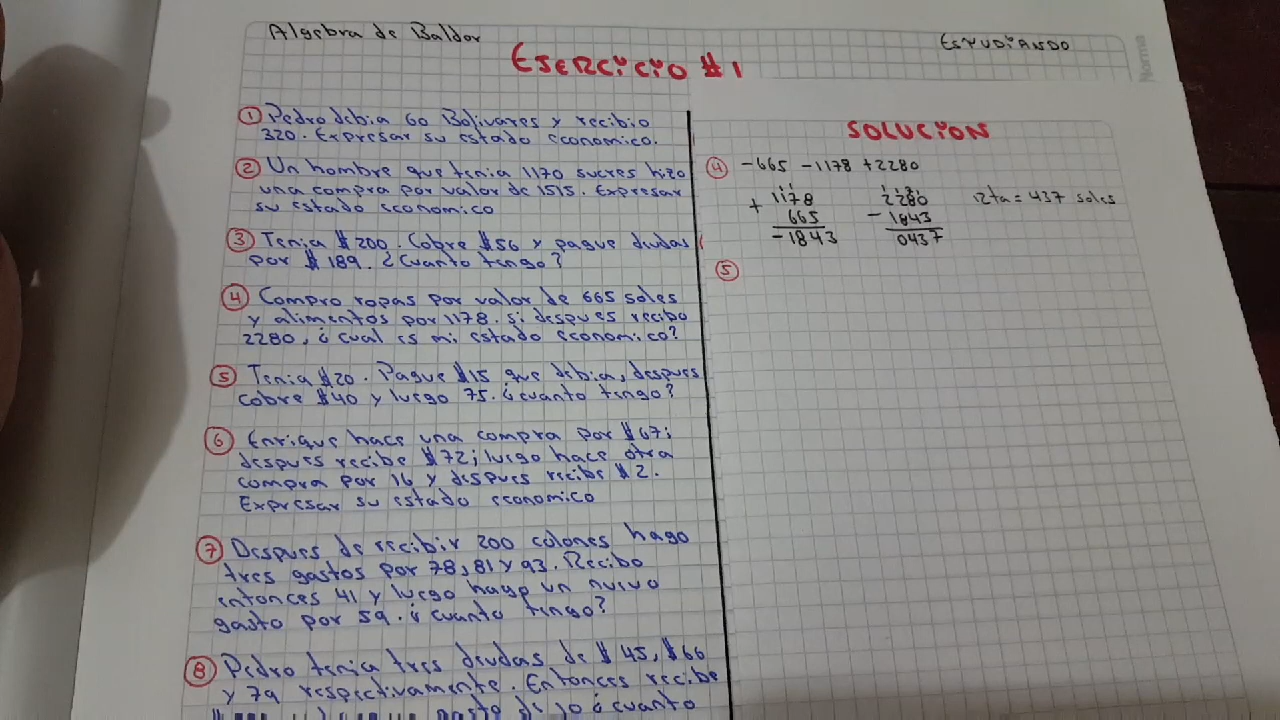 Algebra de Baldor
ESTUDIANDO
Norma
EJERCICIO #1
① Pedro debia 60 Bolivares y recibio
320. Expresar su estado economico.
② Un hombre que tenia 1170 sucres hizo
una compra por valor de 1515. Expresar
su estado economico
③ Tenia $200. Cobre $56 y pague deudas
por $189. ¿Cuanto tengo?
④ Compro ropas por valor de 665 soles
y alimentos por 1178. si despues recibo
2280, ¿cual es mi estado economico?
⑤ Tenia $20. Pague $15 que debia, despues
cobre $40 y luego 75. ¿cuanto tengo?
⑥ Enrique hace una compra por $67;
despues recibe $72; luego hace otra
compra por 16 y despues recibe $2.
Expresar su estado economico
⑦ Despues de recibir 200 colones hago
tres gastos por 78, 81 y 93. Recibo
entonces 41 y luego hago un nuevo
gasto por 59. ¿cuanto tengo?
⑧ Pedro tenia tres deudas de $45, $66
y 79 respectivamente. Entonces recibe
gasto de 10 ¿cuanto
SOLUCION
④ -665 -1178 +2280
+ 1178
665
-1843
2280
- 1843
0437
rta = 437 soles
⑤